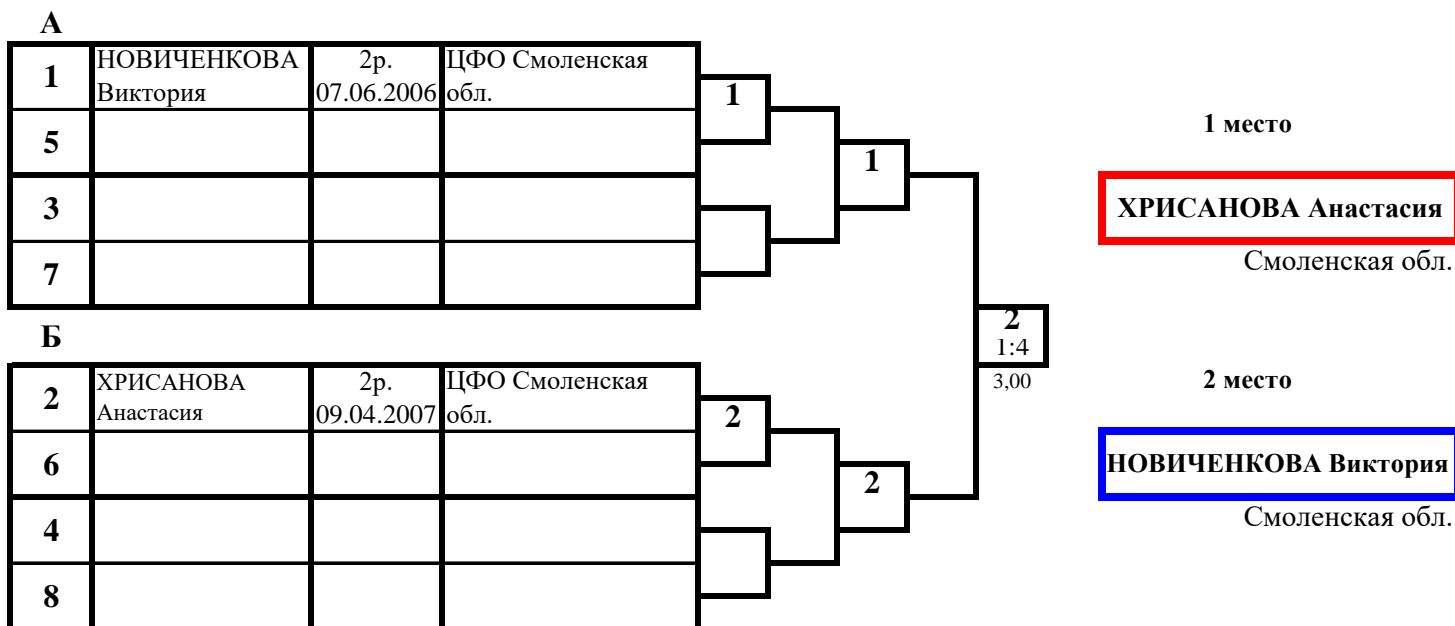 А
1
НОВИЧЕНКОВА
Виктория
2р.
07.06.2006
ЦФО Смоленская
обл.
5
3
7
1
1
Б
2
ХРИСАНОВА
Анастасия
2р.
09.04.2007
ЦФО Смоленская
обл.
6
4
8
2
2
2
1:4
3,00
1 место
ХРИСАНОВА Анастасия
Смоленская обл.
2 место
НОВИЧЕНКОВА Виктория
Смоленская обл.